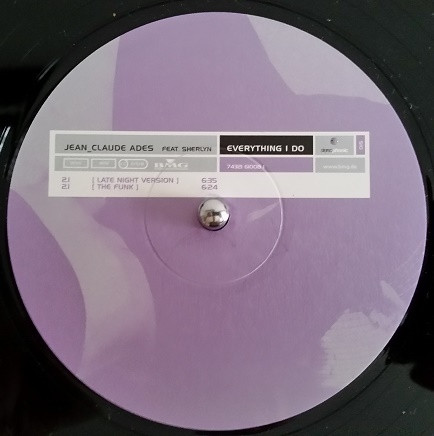 JEAN_CLAUDE ADES FEAT. SHERLYN EVERYTHING I DO
BMG
2.) [ LATE NIGHT VERSION ] 6:35
2.) [ THE FUNK ] 6:24